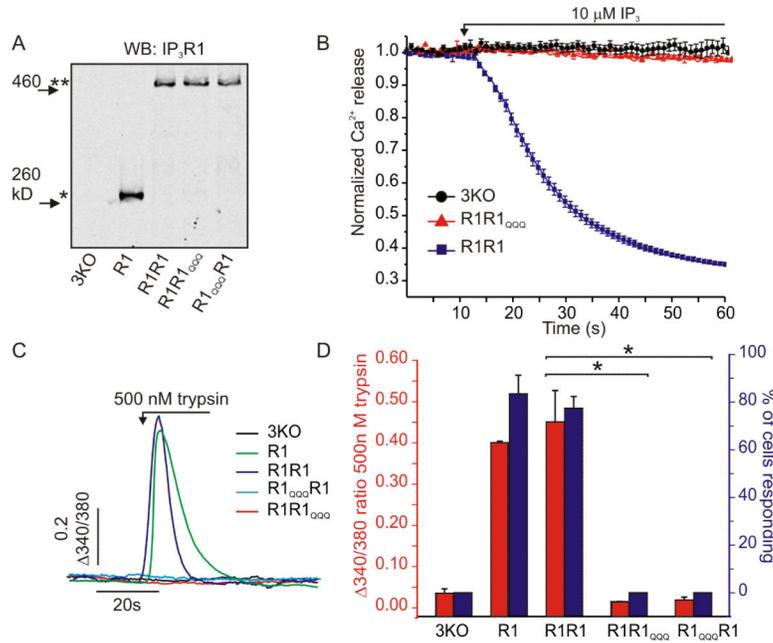 A
WB: IP₃R1
460 **
260
kD *
3KO
R1
R1R1
R1R1QQQ
R1QQQR1
B
10 µM IP₃
Normalized Ca²⁺ release
1.0
0.9
0.8
0.7
0.6
0.5
0.4
0.3
3KO
R1R1QQQ
R1R1
10 20 30 40 50 60
Time (s)
C
500 nM trypsin
3KO
R1
R1R1
R1QQQR1
R1R1QQQ
0.2
Δ340/380
20s
D
Δ340/380 ratio 500n M trypsin
0.60
0.50
0.40
0.30
0.20
0.10
0.00
*
*
100
80
60
40
20
0
% of cells responding
3KO R1 R1R1 R1R1QQQ R1QQQR1